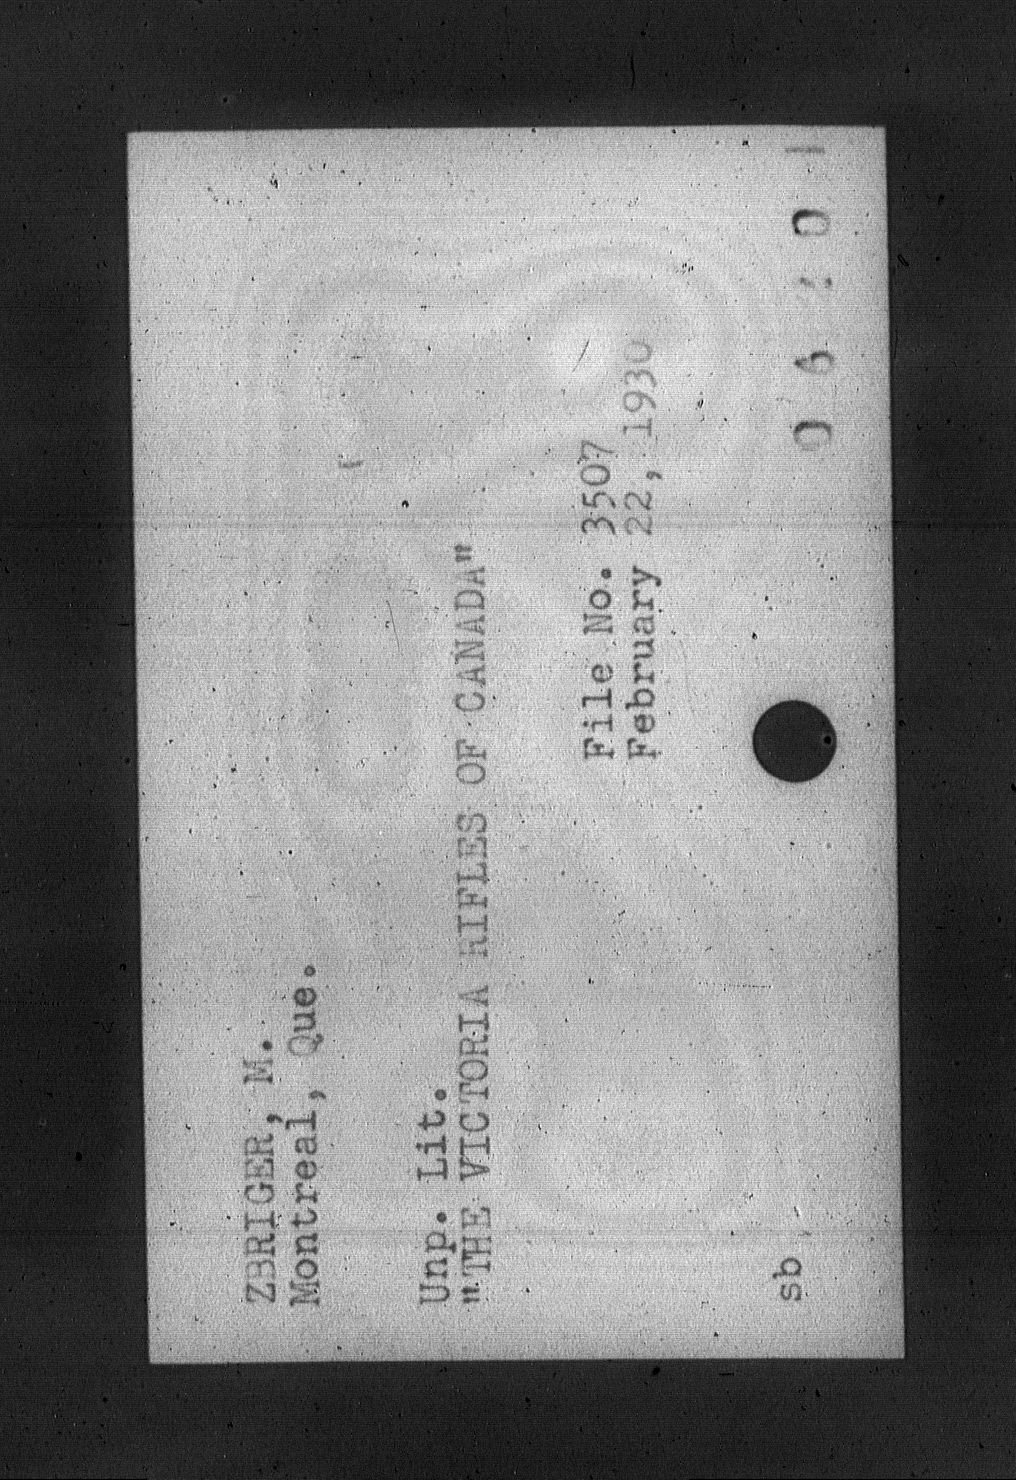 ZBRIGER, M.
Montreal, Que.
Unp. Lit.
"THE VICTORIA RIFLES OF CANADA"
File No. 3507
February 22, 1930
sb